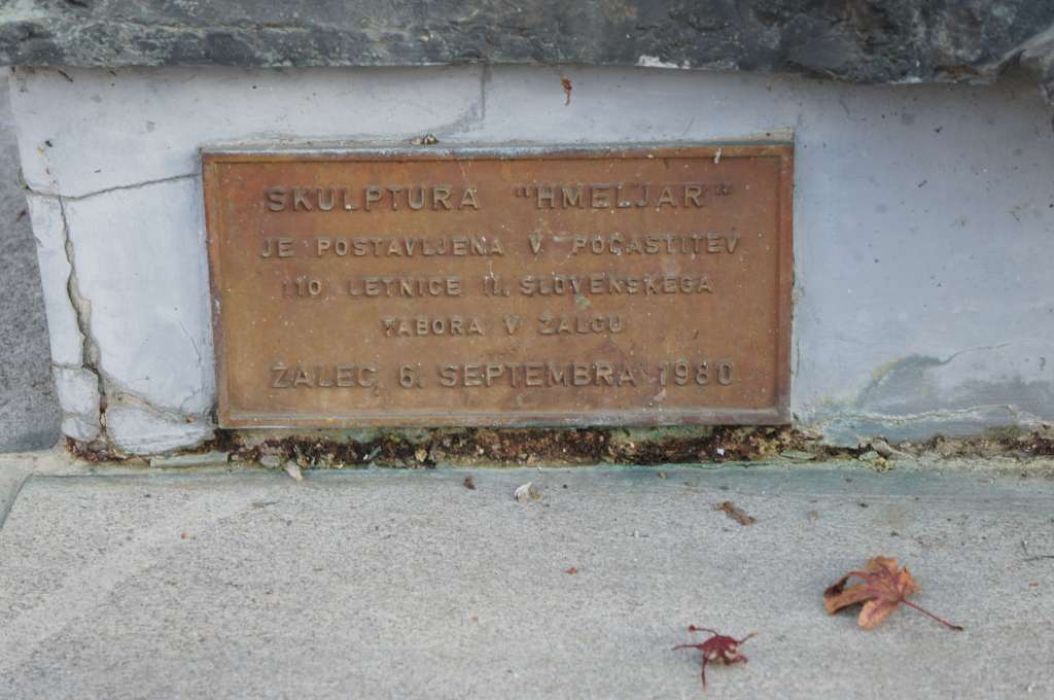 SKULPTURA "HMELJAR"
JE POSTAVLJENA V POČASTITEV
110 LETNICE II. SLOVENSKEGA
TABORA V ŽALCU
ŽALEC, 6. SEPTEMBRA 1980